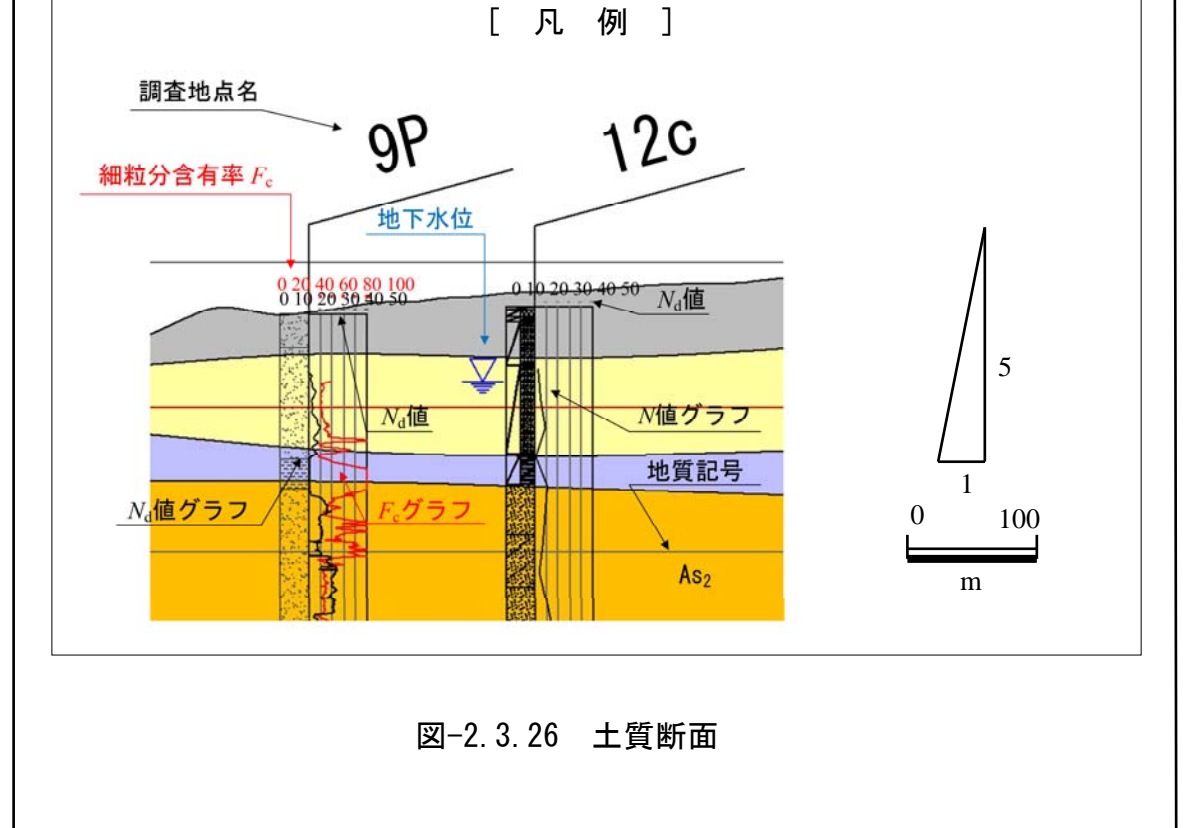 [ 凡 例 ]
調査地点名
9P
12c
細粒分含有率 Fc
地下水位
0 20 40 60 80 100
0 10 20 30 40 50
0 10 20 30 40 50
Nd値
Nd値
N値グラフ
地質記号
Nd値グラフ
Fcグラフ
As2
5
1
0 100
m
図-2.3.26 土質断面